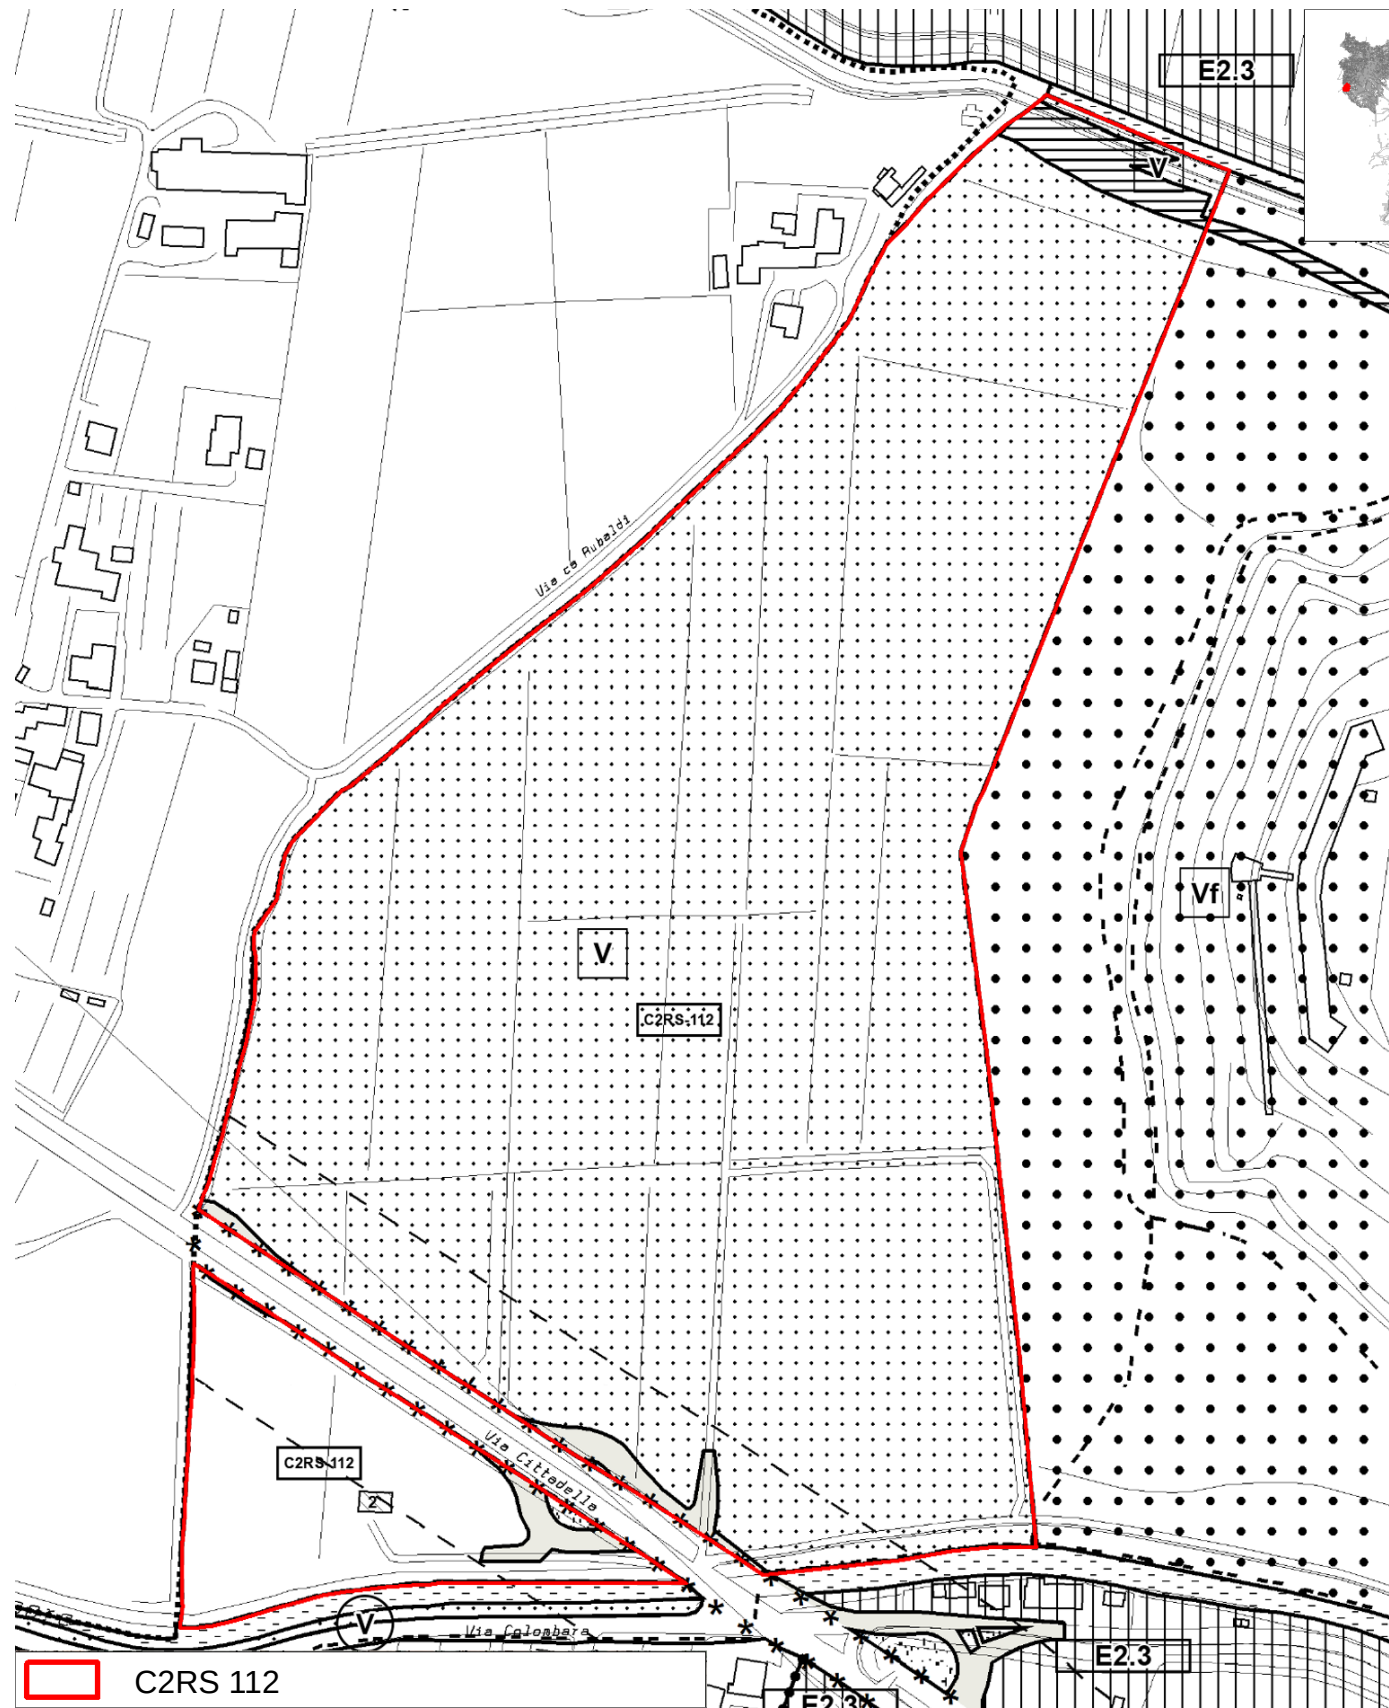 E2.3
V
Via ca Rubaldi
Vf
V
C2RS-112
Via Cittadella
C2RS 112
2
V
Via Colombara
E2.3
E2.3
C2RS 112